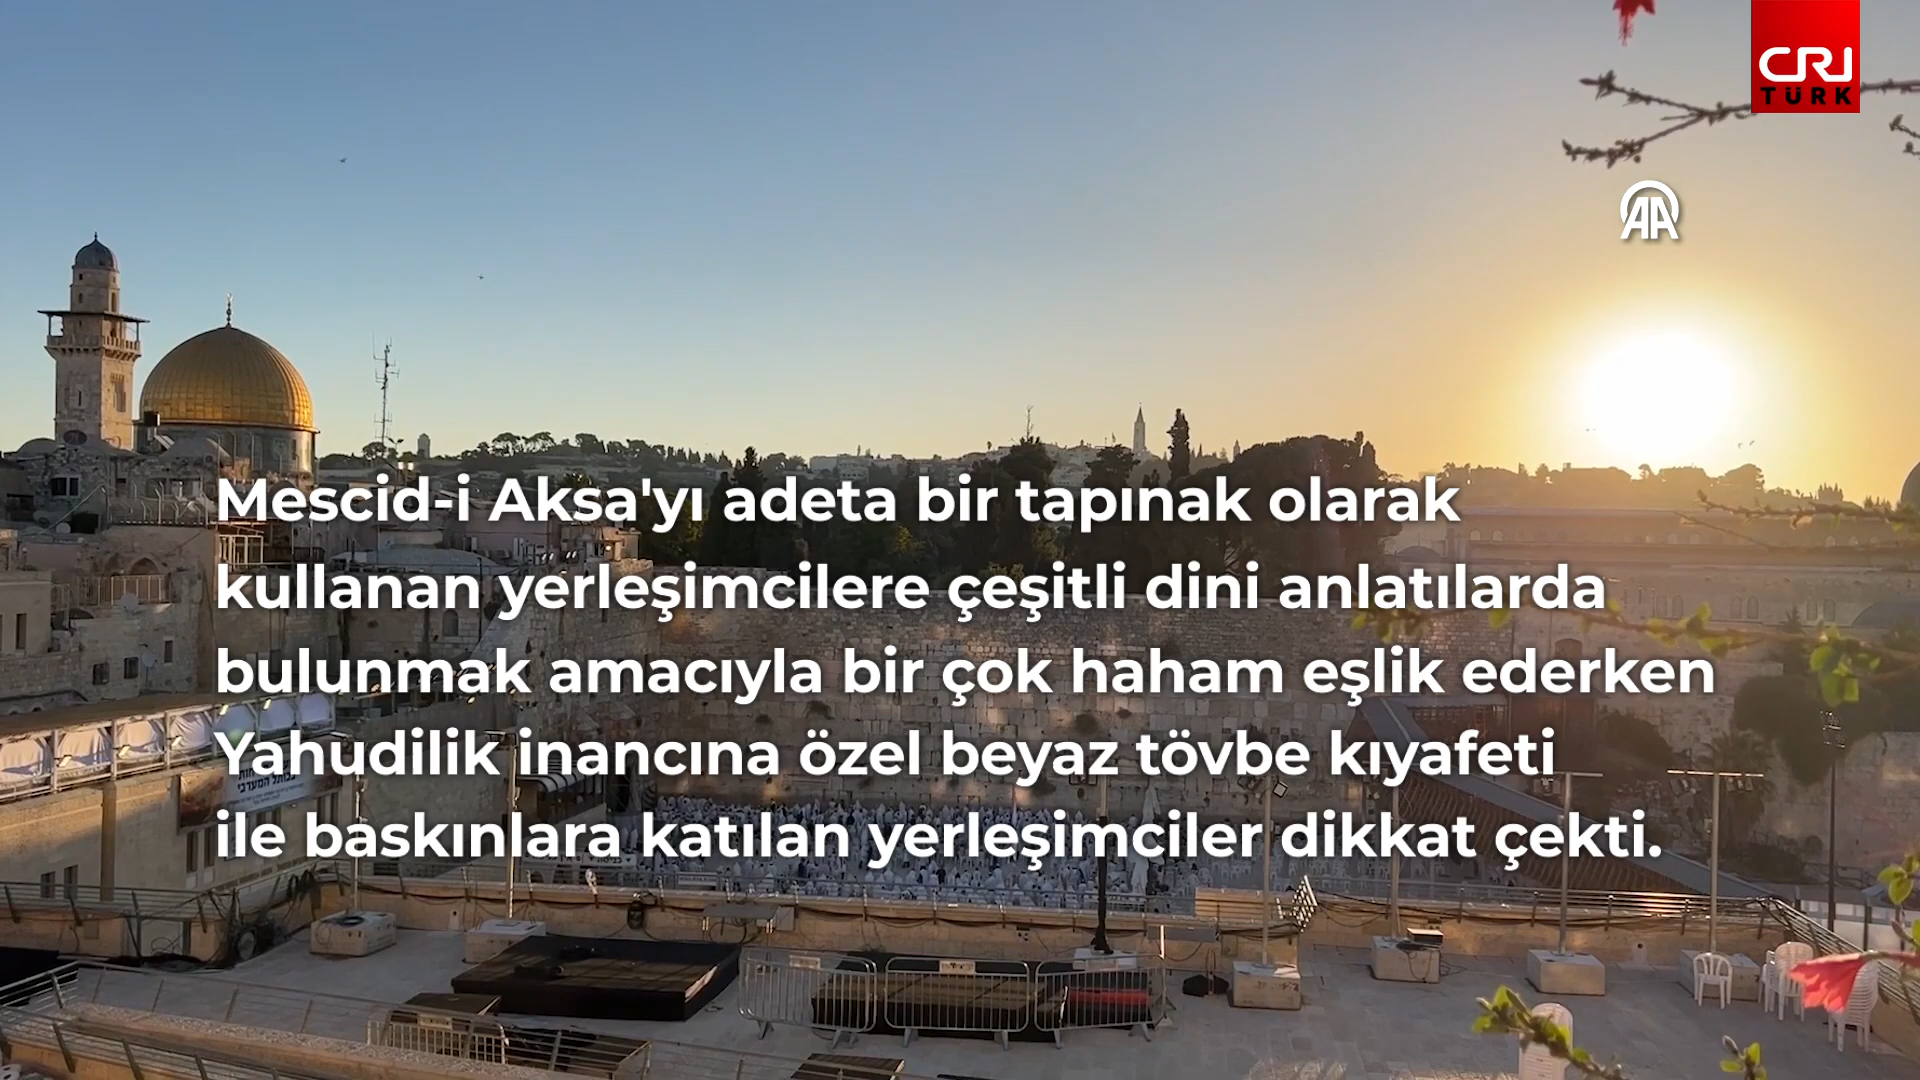 CRI
TÜRK
AA
Mescid-i Aksa'yı adeta bir tapınak olarak
kullanan yerleşimcilere çeşitli dini anlatılarda
bulunmak amacıyla bir çok haham eşlik ederken
Yahudilik inancına özel beyaz tövbe kıyafeti
ile baskınlara katılan yerleşimciler dikkat çekti.
המערבי